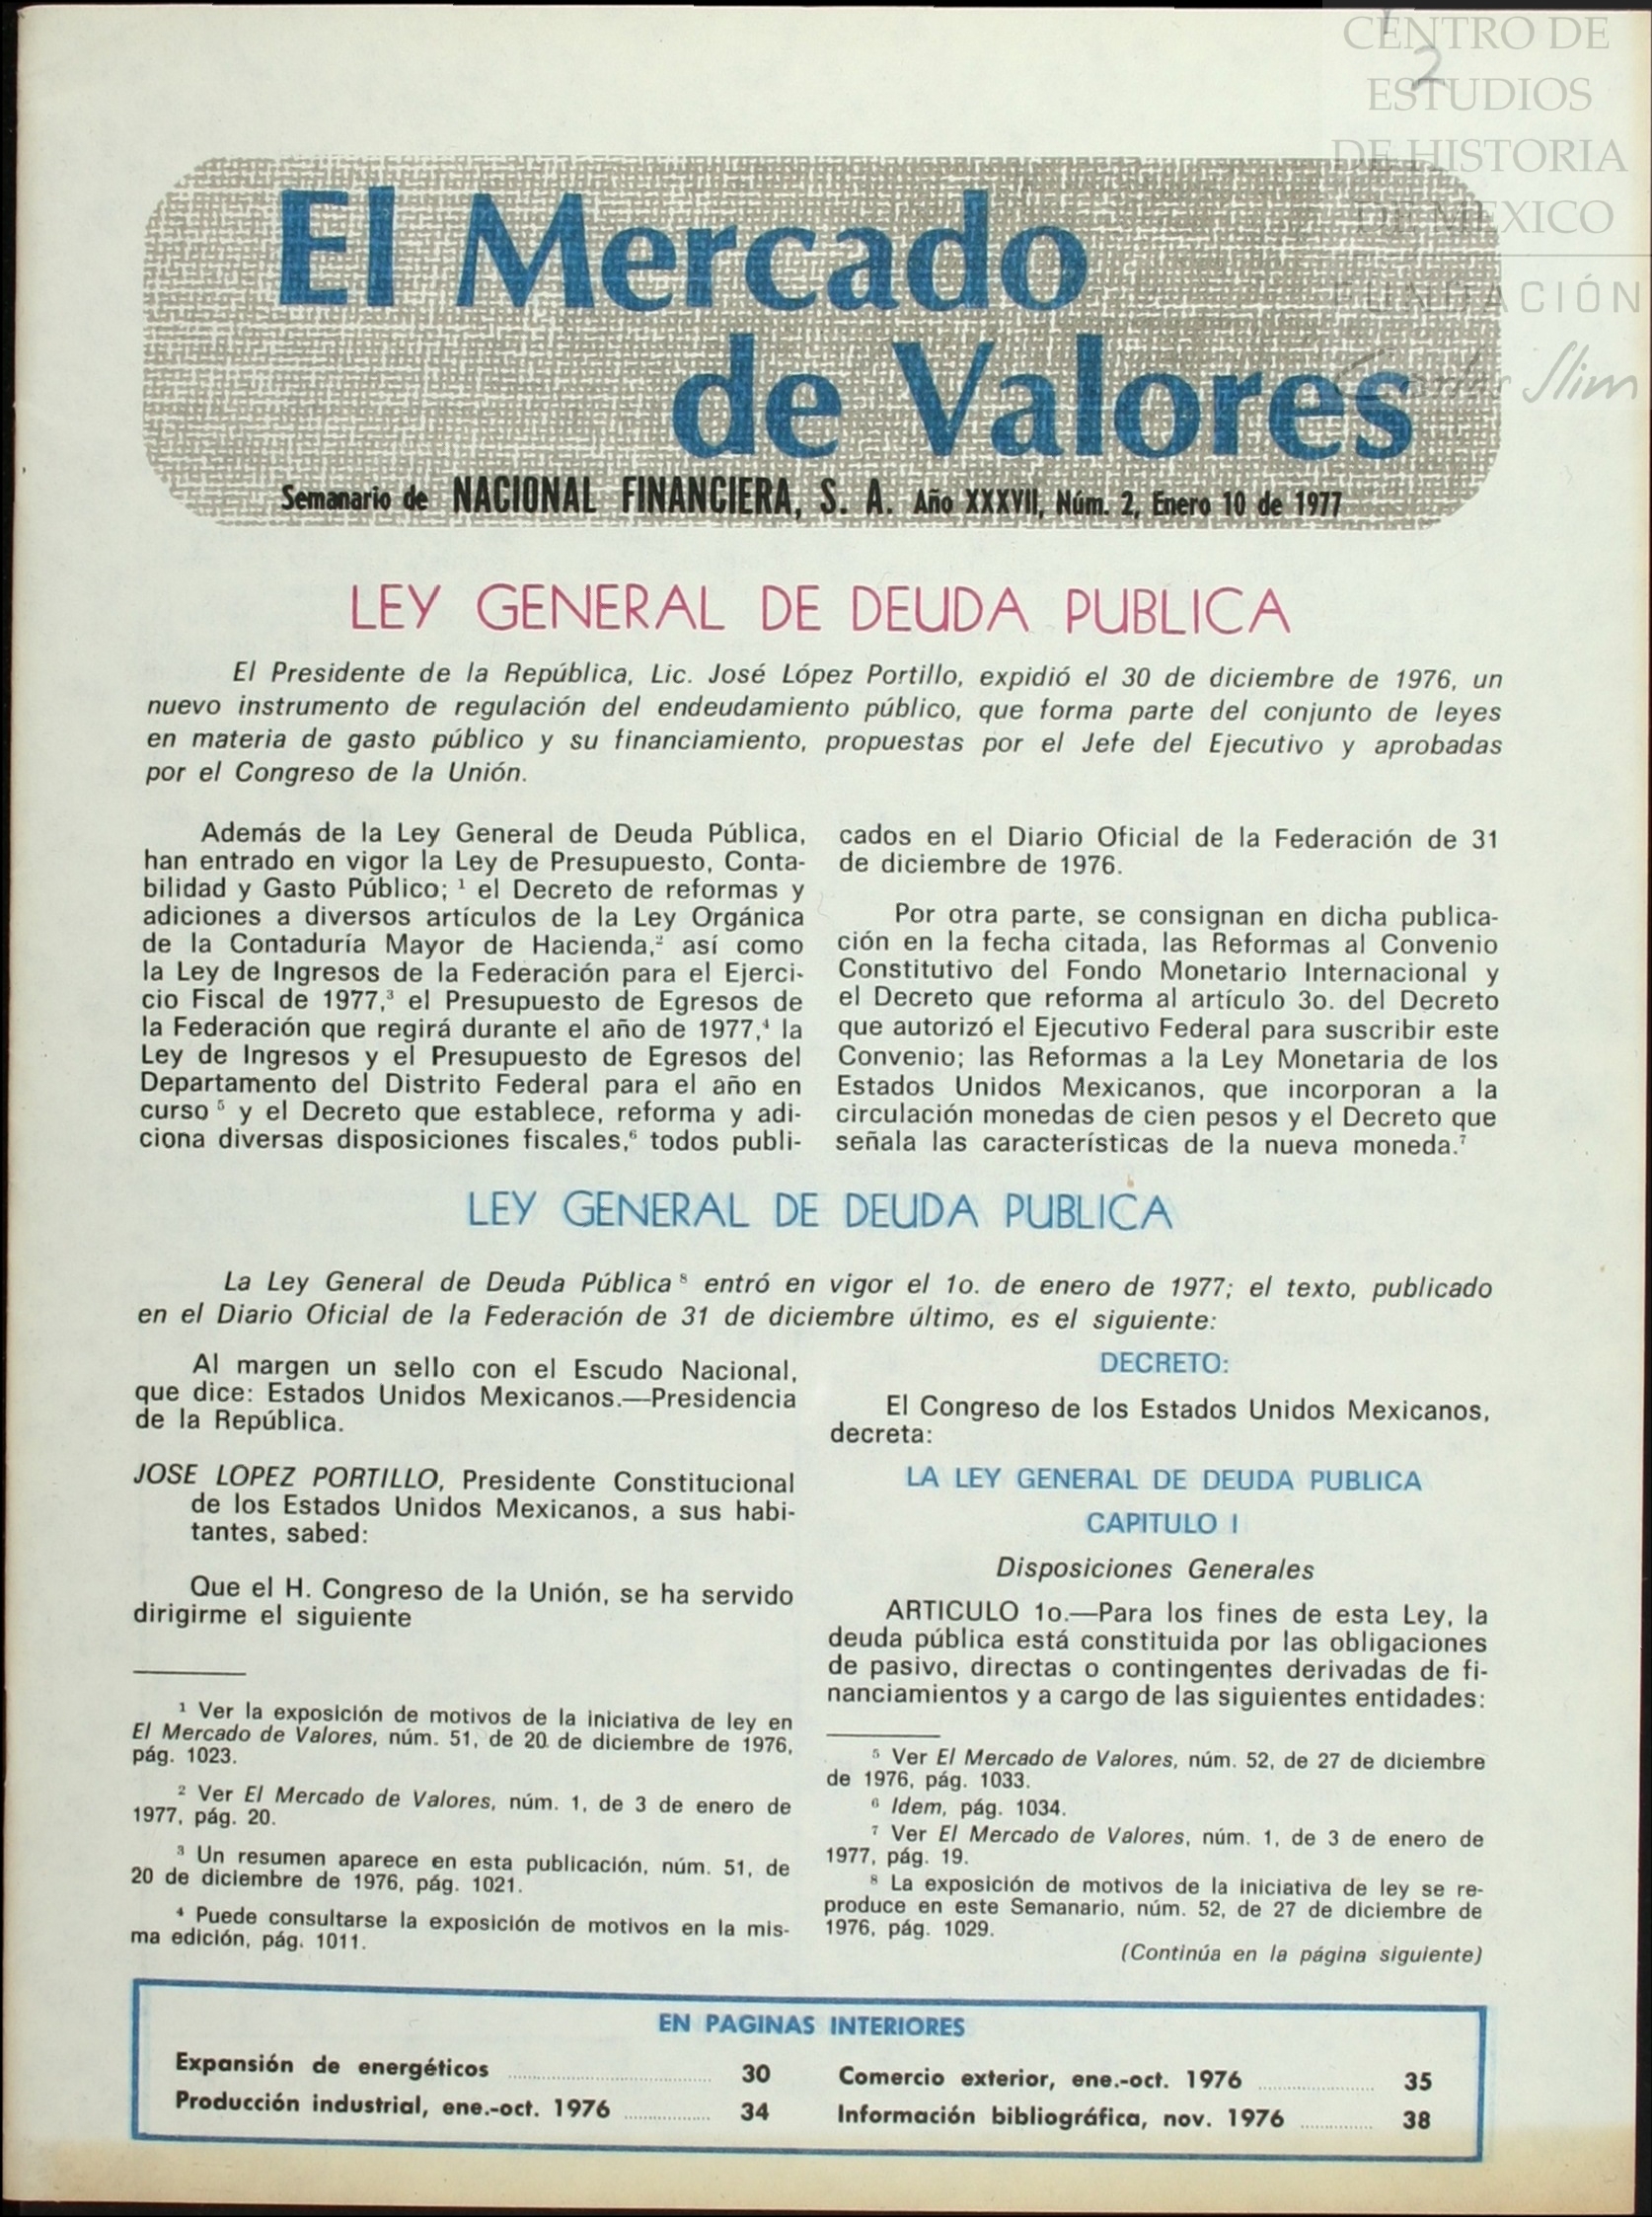 CENTRO DE
2
ESTUDIOS
DE HISTORIA
DE MEXICO
FUNDACIÓN
Carlos Slim
El Mercado
de Valores
Semanario de NACIONAL FINANCIERA, S. A. Año XXXVII, Núm. 2, Enero 10 de 1977
LEY GENERAL DE DEUDA PUBLICA
El Presidente de la República, Lic. José López Portillo, expidió el 30 de diciembre de 1976, un
nuevo instrumento de regulación del endeudamiento público, que forma parte del conjunto de leyes
en materia de gasto público y su financiamiento, propuestas por el Jefe del Ejecutivo y aprobadas
por el Congreso de la Unión.
Además de la Ley General de Deuda Pública,
han entrado en vigor la Ley de Presupuesto, Conta-
bilidad y Gasto Público; ¹ el Decreto de reformas y
adiciones a diversos artículos de la Ley Orgánica
de la Contaduría Mayor de Hacienda,² así como
la Ley de Ingresos de la Federación para el Ejerci-
cio Fiscal de 1977,³ el Presupuesto de Egresos de
la Federación que regirá durante el año de 1977,⁴ la
Ley de Ingresos y el Presupuesto de Egresos del
Departamento del Distrito Federal para el año en
curso ⁵ y el Decreto que establece, reforma y adi-
ciona diversas disposiciones fiscales,⁶ todos publi-
cados en el Diario Oficial de la Federación de 31
de diciembre de 1976.
Por otra parte, se consignan en dicha publica-
ción en la fecha citada, las Reformas al Convenio
Constitutivo del Fondo Monetario Internacional y
el Decreto que reforma al artículo 3o. del Decreto
que autorizó el Ejecutivo Federal para suscribir este
Convenio; las Reformas a la Ley Monetaria de los
Estados Unidos Mexicanos, que incorporan a la
circulación monedas de cien pesos y el Decreto que
señala las características de la nueva moneda.⁷
LEY GENERAL DE DEUDA PUBLICA
La Ley General de Deuda Pública ⁸ entró en vigor el 1o. de enero de 1977; el texto, publicado
en el Diario Oficial de la Federación de 31 de diciembre último, es el siguiente:
Al margen un sello con el Escudo Nacional,
que dice: Estados Unidos Mexicanos.—Presidencia
de la República.
JOSE LOPEZ PORTILLO, Presidente Constitucional
de los Estados Unidos Mexicanos, a sus habi-
tantes, sabed:
Que el H. Congreso de la Unión, se ha servido
dirigirme el siguiente
¹ Ver la exposición de motivos de la iniciativa de ley en
El Mercado de Valores, núm. 51, de 20 de diciembre de 1976,
pág. 1023.
² Ver El Mercado de Valores, núm. 1, de 3 de enero de
1977, pág. 20.
³ Un resumen aparece en esta publicación, núm. 51, de
20 de diciembre de 1976, pág. 1021.
⁴ Puede consultarse la exposición de motivos en la mis-
ma edición, pág. 1011.
DECRETO:
El Congreso de los Estados Unidos Mexicanos,
decreta:
LA LEY GENERAL DE DEUDA PUBLICA
CAPITULO I
Disposiciones Generales
ARTICULO 1o.—Para los fines de esta Ley, la
deuda pública está constituida por las obligaciones
de pasivo, directas o contingentes derivadas de fi-
nanciamientos y a cargo de las siguientes entidades:
⁵ Ver El Mercado de Valores, núm. 52, de 27 de diciembre
de 1976, pág. 1033.
⁶ Idem, pág. 1034.
⁷ Ver El Mercado de Valores, núm. 1, de 3 de enero de
1977, pág. 19.
⁸ La exposición de motivos de la iniciativa de ley se re-
produce en este Semanario, núm. 52, de 27 de diciembre de
1976, pág. 1029.
(Continúa en la página siguiente)
EN PAGINAS INTERIORES
Expansión de energéticos ........ 30
Producción industrial, ene.-oct. 1976 ........ 34
Comercio exterior, ene.-oct. 1976 ........ 35
Información bibliográfica, nov. 1976 ........ 38